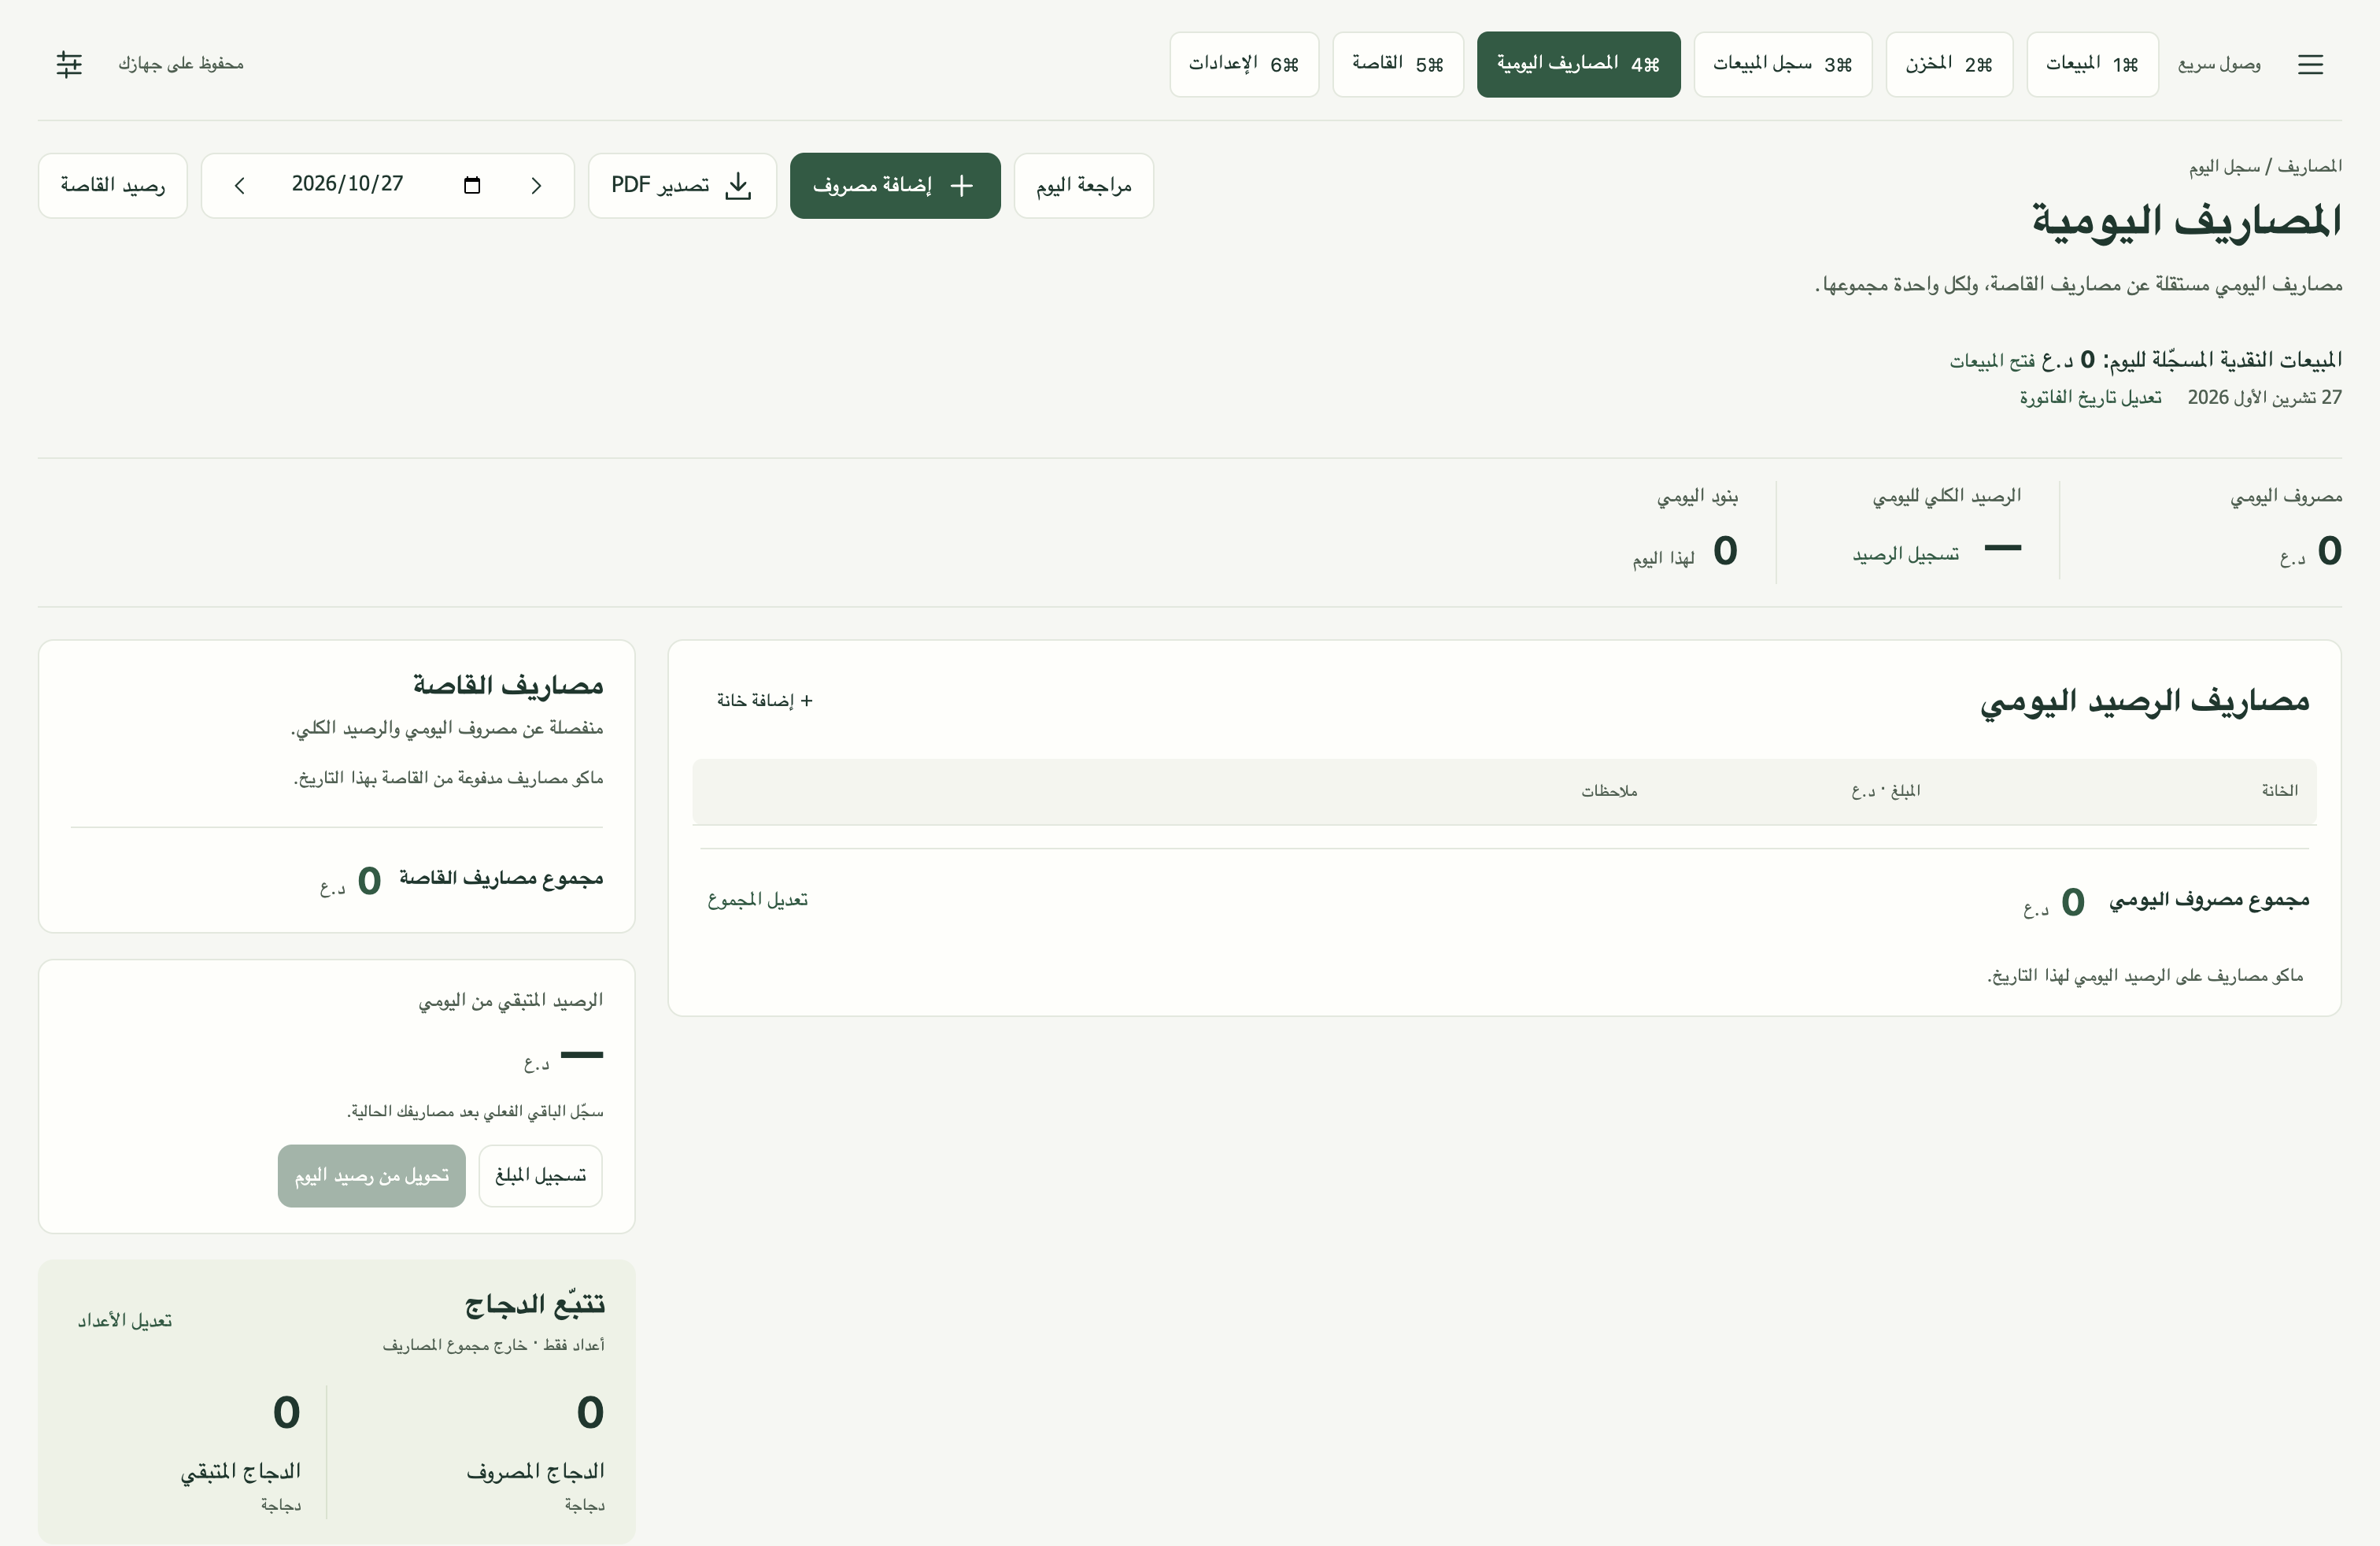 وصول سريع
⌘1 المبيعات
⌘2 المخزن
⌘3 سجل المبيعات
⌘4 المصاريف اليومية
⌘5 القاصة
⌘6 الإعدادات
محفوظ على جهازك
المصاريف / سجل اليوم
المصاريف اليومية
مصاريف اليومي مستقلة عن مصاريف القاصة، ولكل واحدة مجموعها.
مراجعة اليوم
إضافة مصروف
تصدير PDF
2026/10/27
رصيد القاصة
المبيعات النقدية المسجّلة لليوم: 0 د.ع فتح المبيعات
27 تشرين الأول 2026 تعديل تاريخ الفاتورة
مصروف اليومي
0 د.ع
الرصيد الكلي لليومي
— تسجيل الرصيد
بنود اليومي
0 لهذا اليوم
مصاريف الرصيد اليومي
+ إضافة خانة
الخانة
المبلغ · د.ع
ملاحظات
مجموع مصروف اليومي 0 د.ع
تعديل المجموع
ماكو مصاريف على الرصيد اليومي لهذا التاريخ.
مصاريف القاصة
منفصلة عن مصروف اليومي والرصيد الكلي.
ماكو مصاريف مدفوعة من القاصة بهذا التاريخ.
مجموع مصاريف القاصة 0 د.ع
الرصيد المتبقي من اليومي
— د.ع
سجّل الباقي الفعلي بعد مصاريفك الحالية.
تسجيل المبلغ
تحويل من رصيد اليوم
تتبّع الدجاج
تعديل الأعداد
أعداد فقط · خارج مجموع المصاريف
0
الدجاج المصروف
دجاجة
0
الدجاج المتبقي
دجاجة